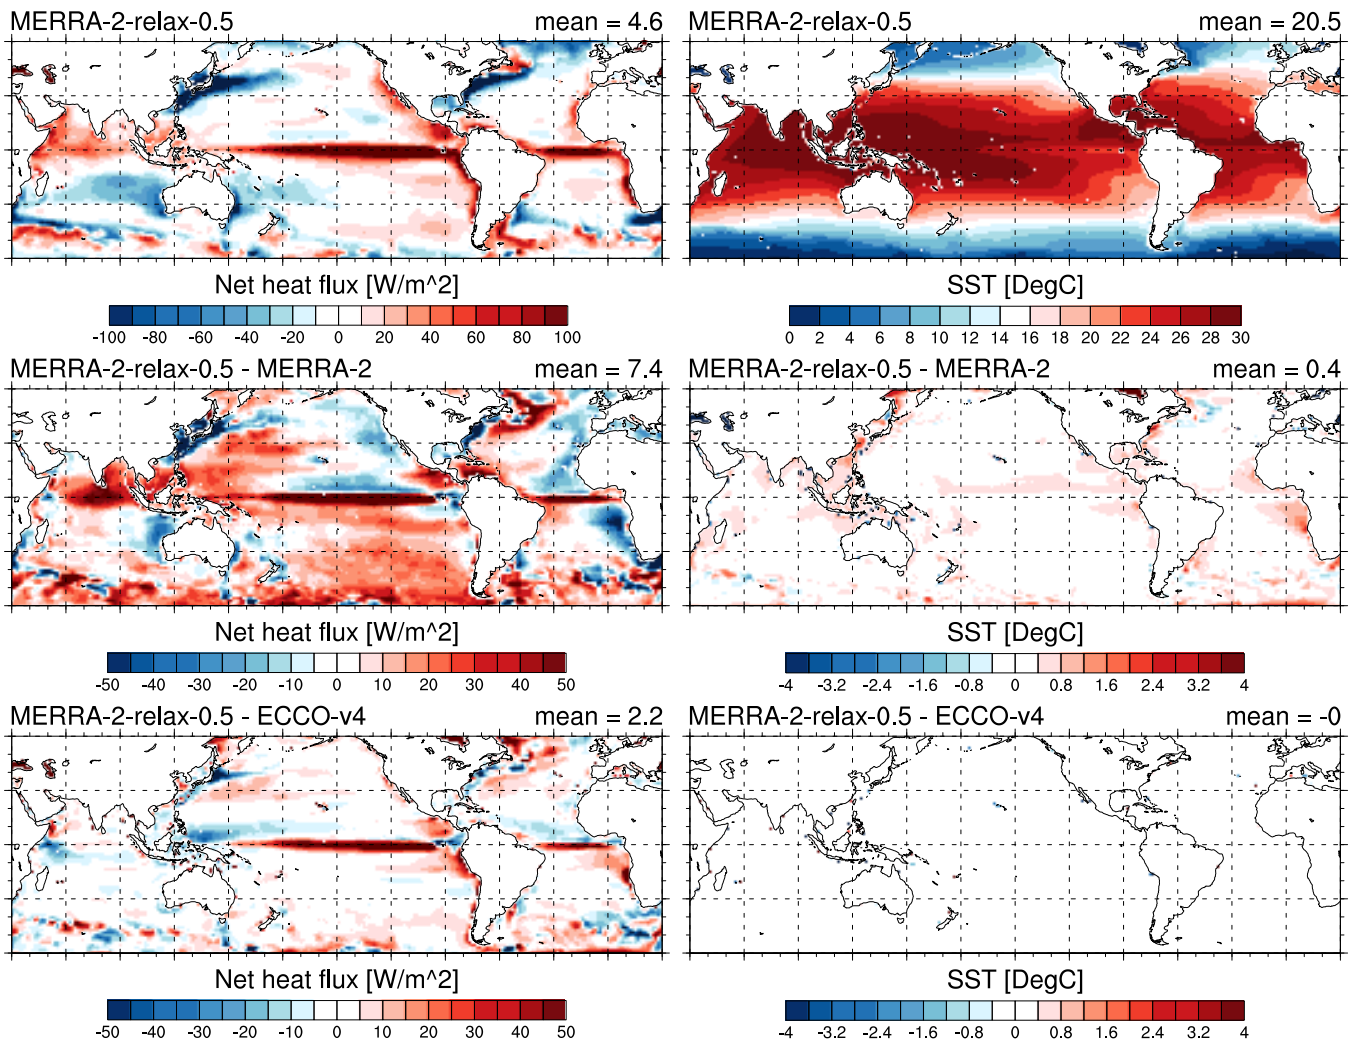 MERRA-2-relax-0.5 mean = 4.6
Net heat flux [W/m^2]
-100 -80 -60 -40 -20 0 20 40 60 80 100
MERRA-2-relax-0.5 mean = 20.5
SST [DegC]
0 2 4 6 8 10 12 14 16 18 20 22 24 26 28 30
MERRA-2-relax-0.5 - MERRA-2 mean = 7.4
Net heat flux [W/m^2]
-50 -40 -30 -20 -10 0 10 20 30 40 50
MERRA-2-relax-0.5 - MERRA-2 mean = 0.4
SST [DegC]
-4 -3.2 -2.4 -1.6 -0.8 0 0.8 1.6 2.4 3.2 4
MERRA-2-relax-0.5 - ECCO-v4 mean = 2.2
Net heat flux [W/m^2]
-50 -40 -30 -20 -10 0 10 20 30 40 50
MERRA-2-relax-0.5 - ECCO-v4 mean = -0
SST [DegC]
-4 -3.2 -2.4 -1.6 -0.8 0 0.8 1.6 2.4 3.2 4